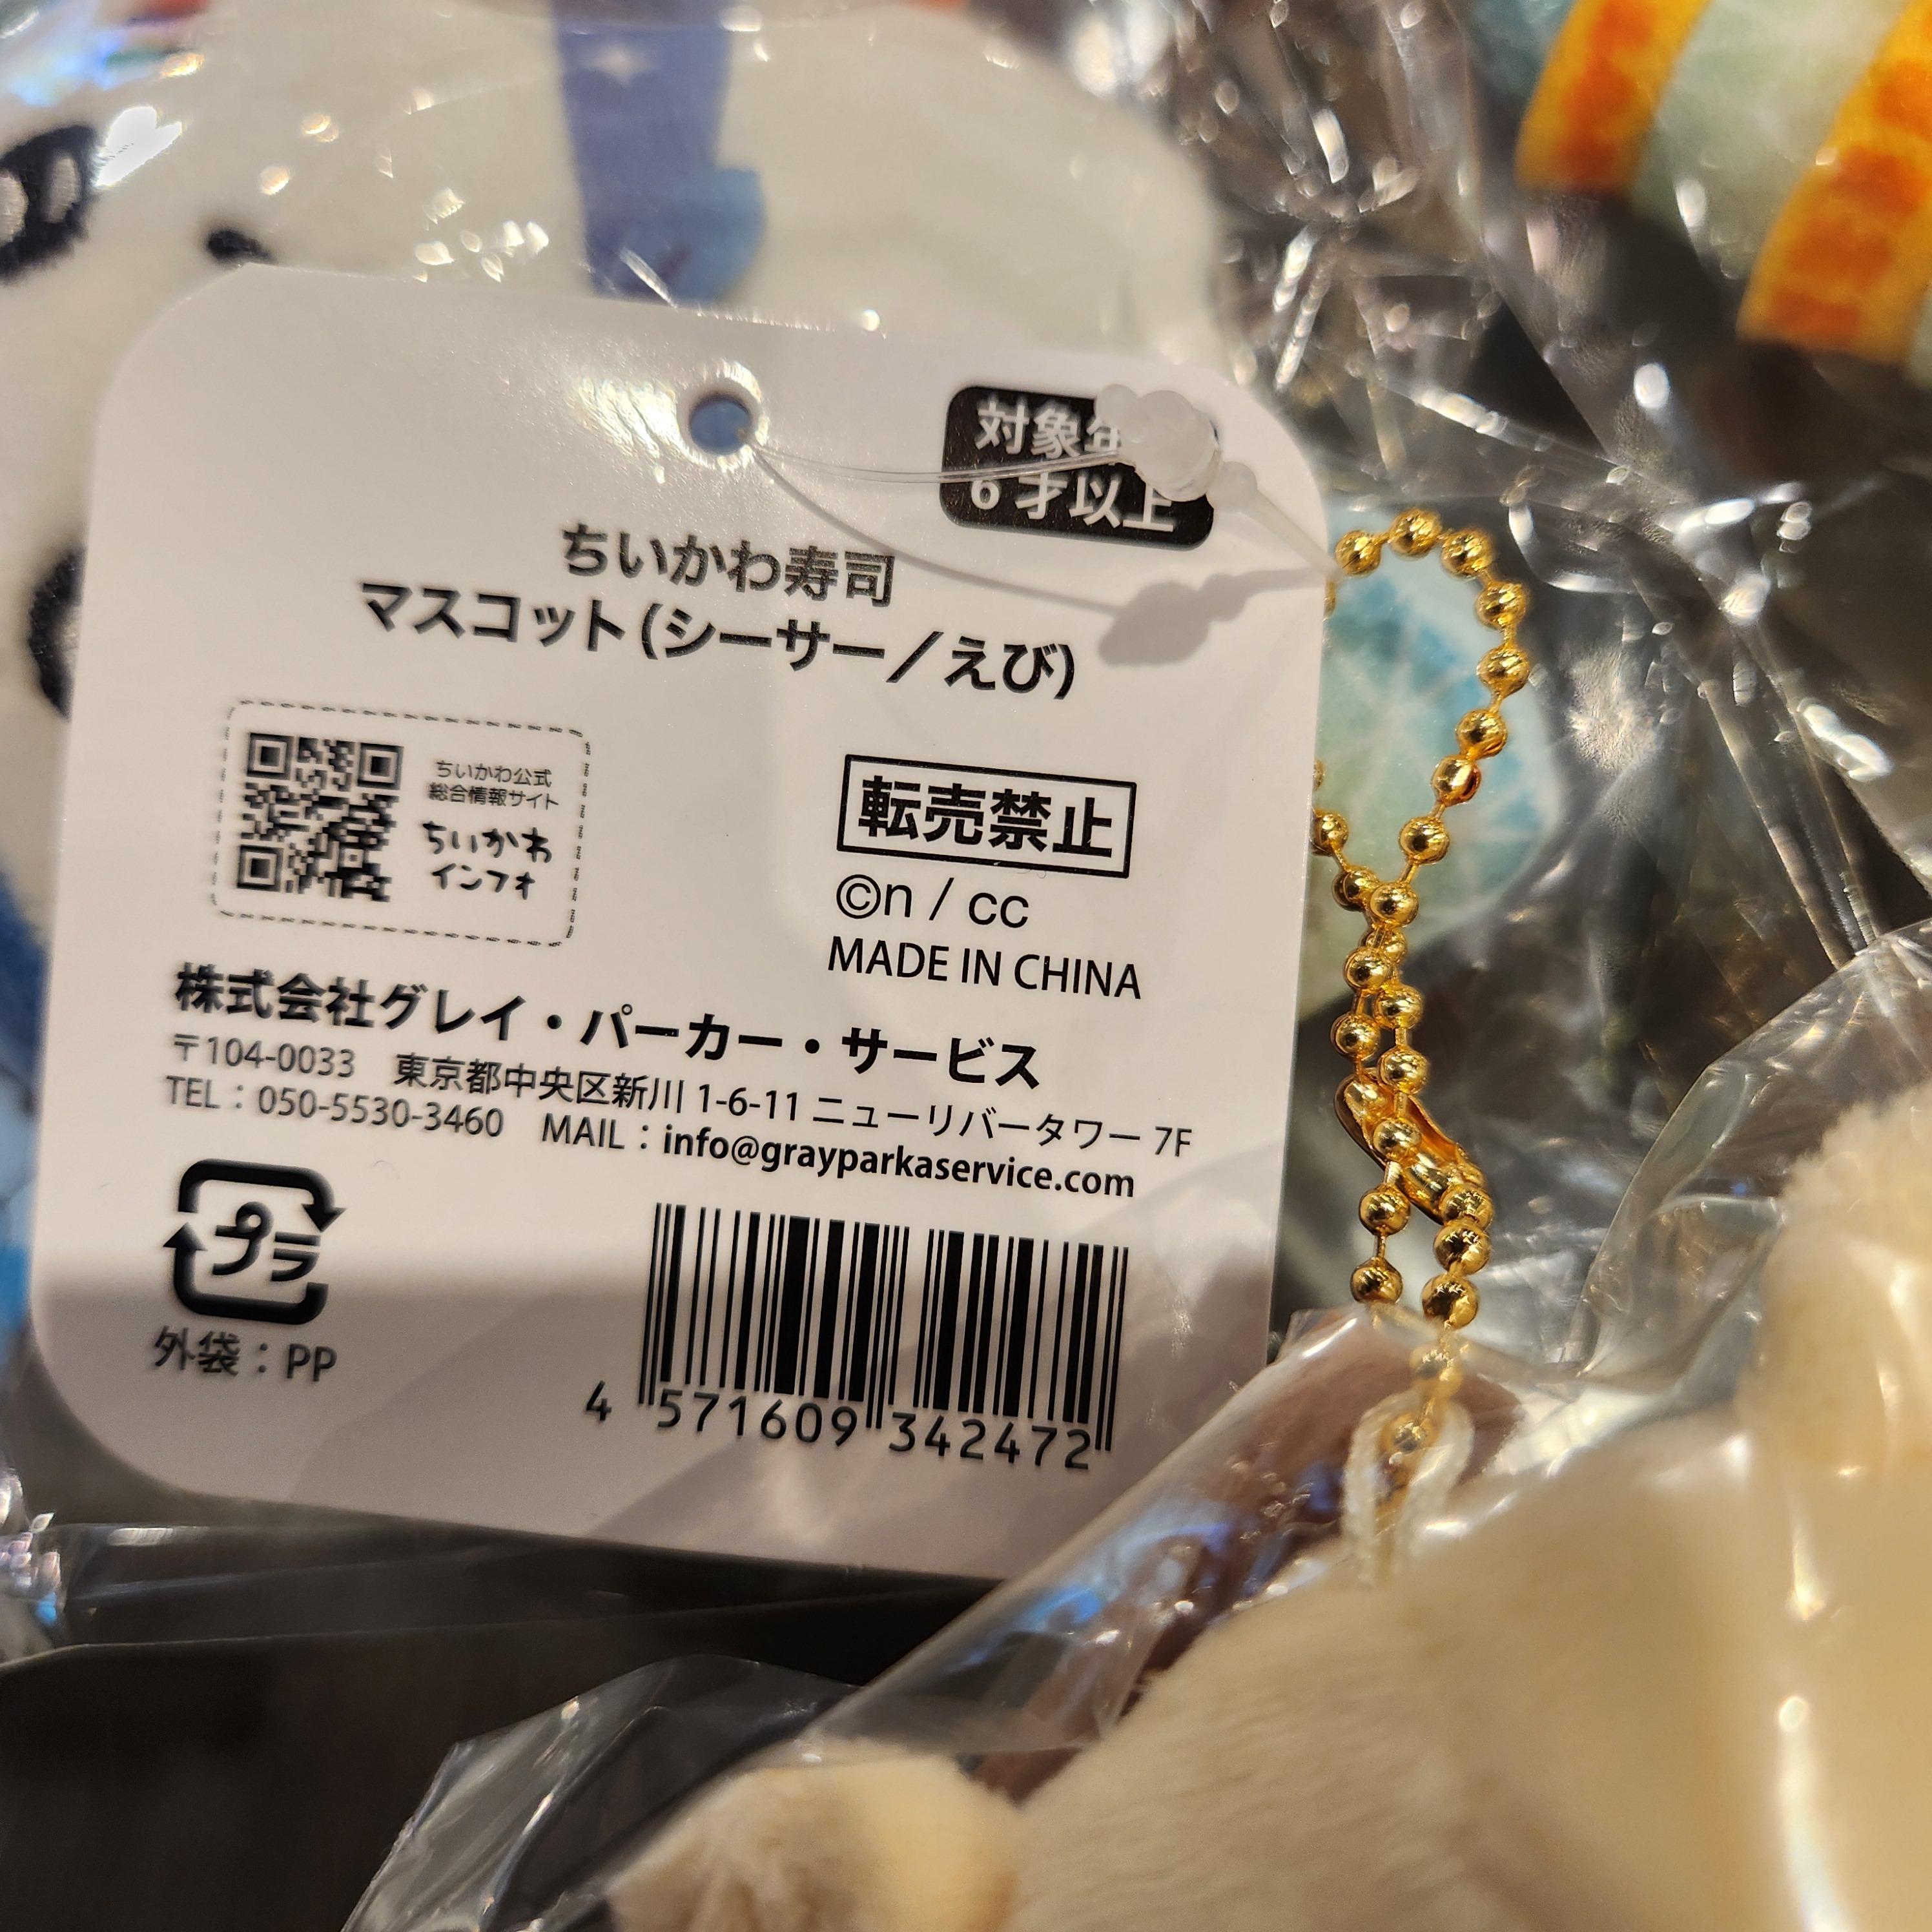 対象年
6才以上
ちいかわ寿司
マスコット(シーサー／えび)
ちいかわ公式
総合情報サイト
ちいかわ
インフォ
転売禁止
©n / cc
MADE IN CHINA
株式会社グレイ・パーカー・サービス
〒104-0033　東京都中央区新川 1-6-11 ニューリバータワー 7F
TEL：050-5530-3460　MAIL：info@grayparkaservice.com
プラ
外袋：PP
4 571609 342472